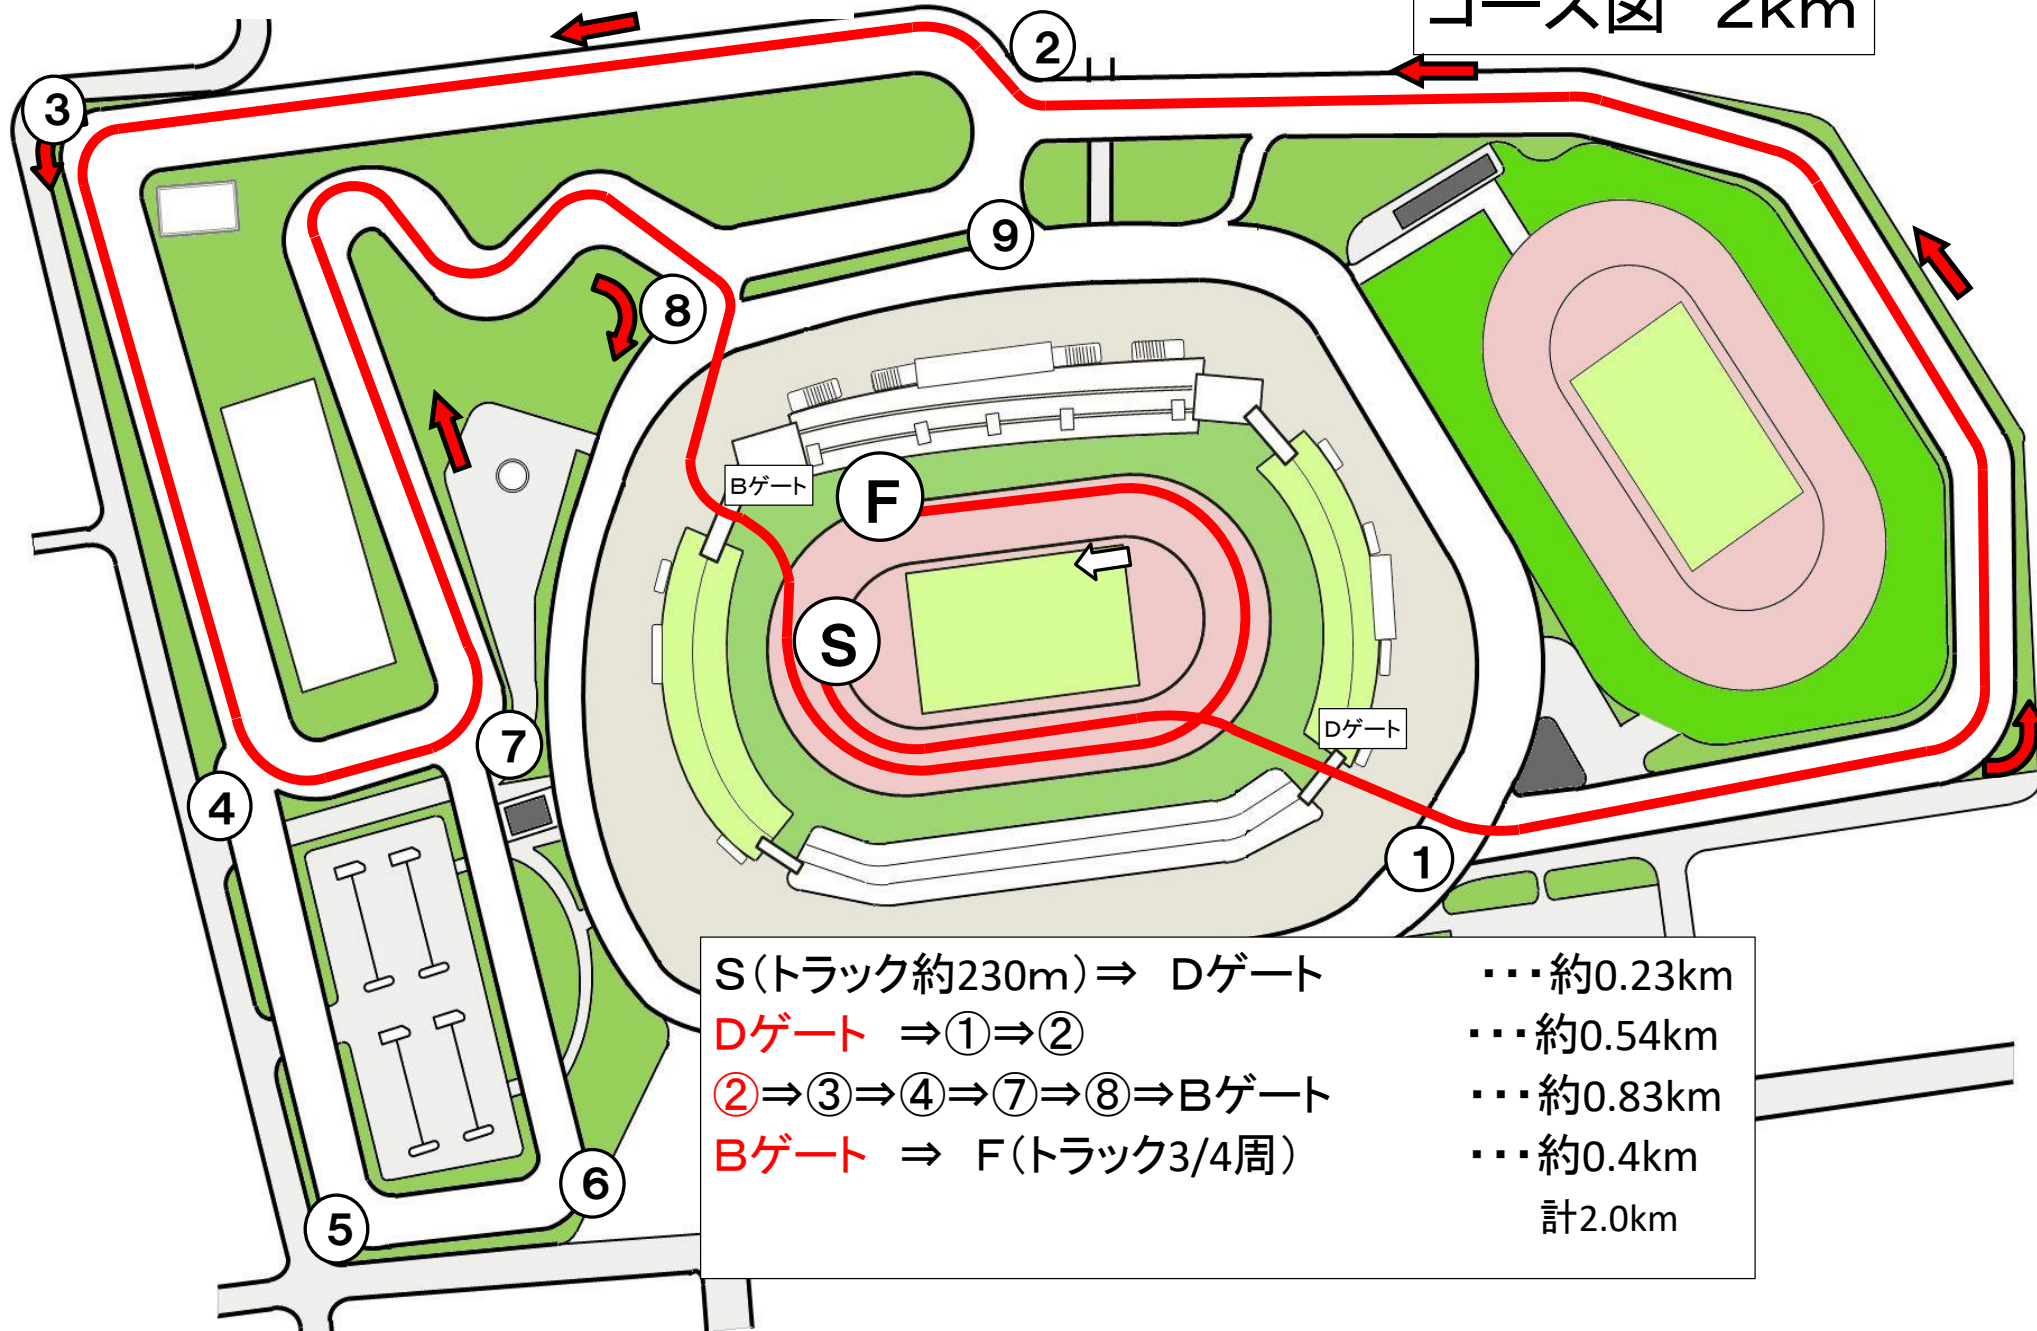 コース図 2km
2
3
9
8
Bゲート
F
S
Dゲート
7
4
1
6
5
S(トラック約230m)⇒ Dゲート ・・・約0.23km
Dゲート ⇒①⇒② ・・・約0.54km
②⇒③⇒④⇒⑦⇒⑧⇒Bゲート ・・・約0.83km
Bゲート ⇒ F(トラック3/4周) ・・・約0.4km
計2.0km